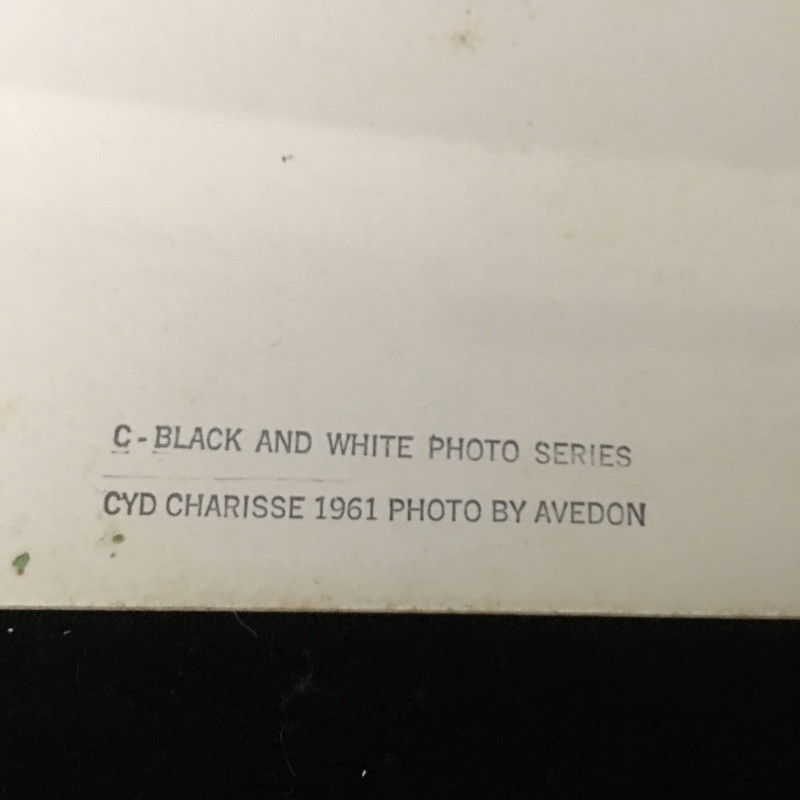 C-BLACK AND WHITE PHOTO SERIES
CYD CHARISSE 1961 PHOTO BY AVEDON